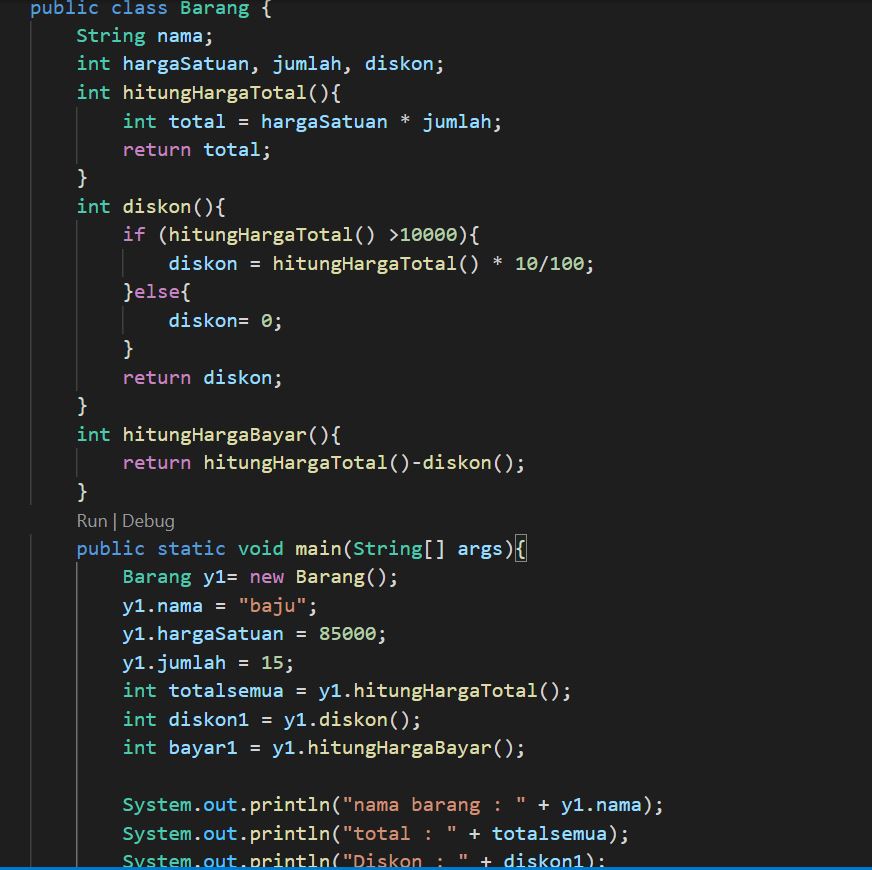 public class Barang {
String nama;
int hargaSatuan, jumlah, diskon;
int hitungHargaTotal(){
int total = hargaSatuan * jumlah;
return total;
}
int diskon(){
if (hitungHargaTotal() >10000){
diskon = hitungHargaTotal() * 10/100;
}else{
diskon= 0;
}
return diskon;
}
int hitungHargaBayar(){
return hitungHargaTotal()-diskon();
}
Run | Debug
public static void main(String[] args){
Barang y1= new Barang();
y1.nama = "baju";
y1.hargaSatuan = 85000;
y1.jumlah = 15;
int totalsemua = y1.hitungHargaTotal();
int diskon1 = y1.diskon();
int bayar1 = y1.hitungHargaBayar();
System.out.println("nama barang : " + y1.nama);
System.out.println("total : " + totalsemua);
System.out.println("Diskon : " + diskon1);